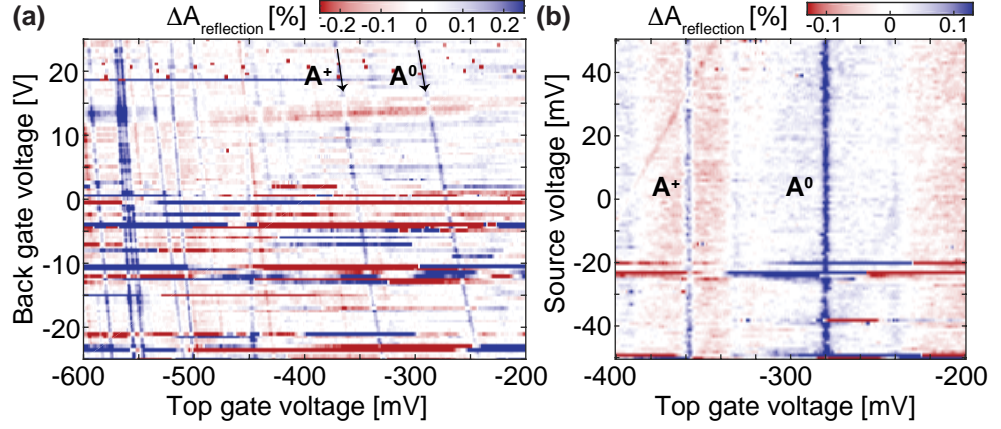 (a)
ΔA_reflection [%]
-0.2 -0.1 0 0.1 0.2
Back gate voltage [V]
20
10
0
-10
-20
A⁺ A⁰
-600 -500 -400 -300 -200
Top gate voltage [mV]
(b)
ΔA_reflection [%]
-0.1 0 0.1
Source voltage [mV]
40
20
0
-20
-40
A⁺ A⁰
-400 -300 -200
Top gate voltage [mV]